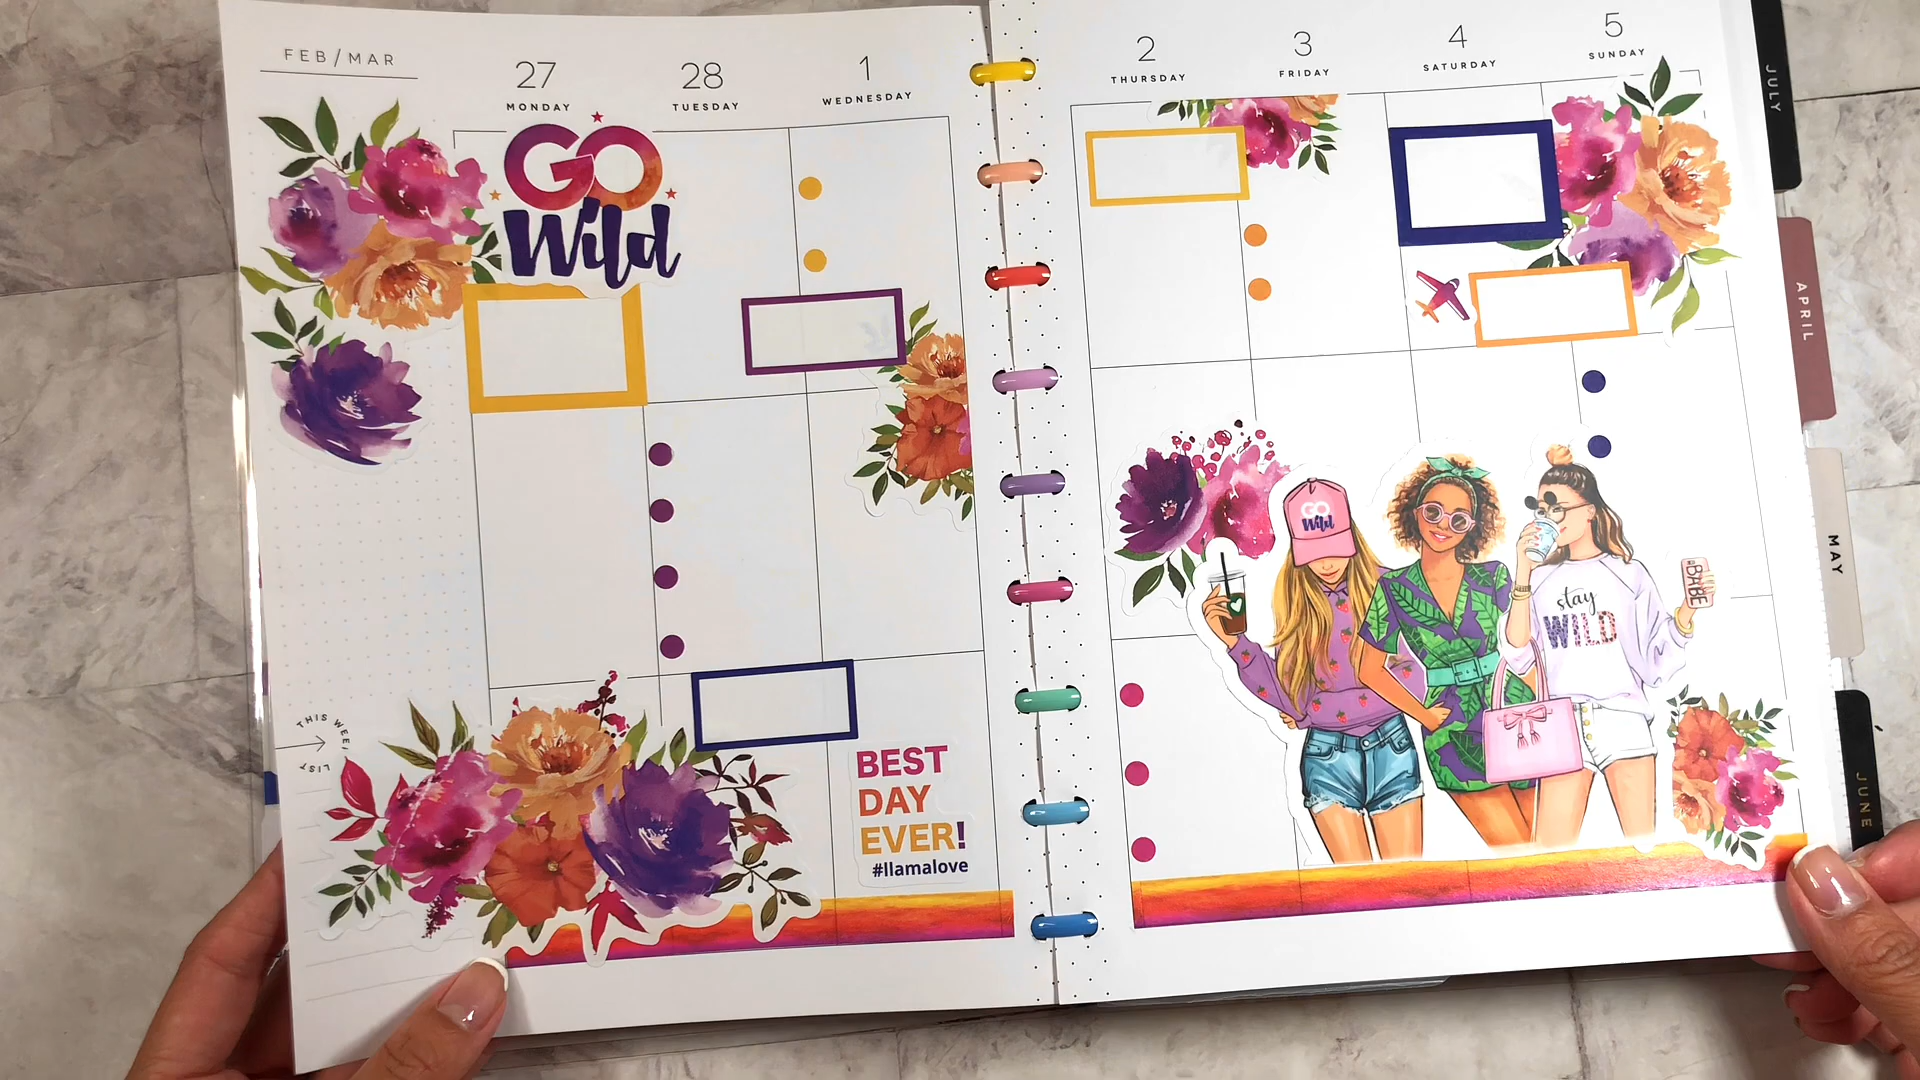 FEB/MAR
27
MONDAY
28
TUESDAY
1
WEDNESDAY
2
THURSDAY
3
FRIDAY
4
SATURDAY
5
SUNDAY
GO
Wild
THIS WEEK
LIST
BEST
DAY
EVER!
#llamalove
GO
Wild
stay
WILD
#BABE
JULY
APRIL
MAY
JUNE